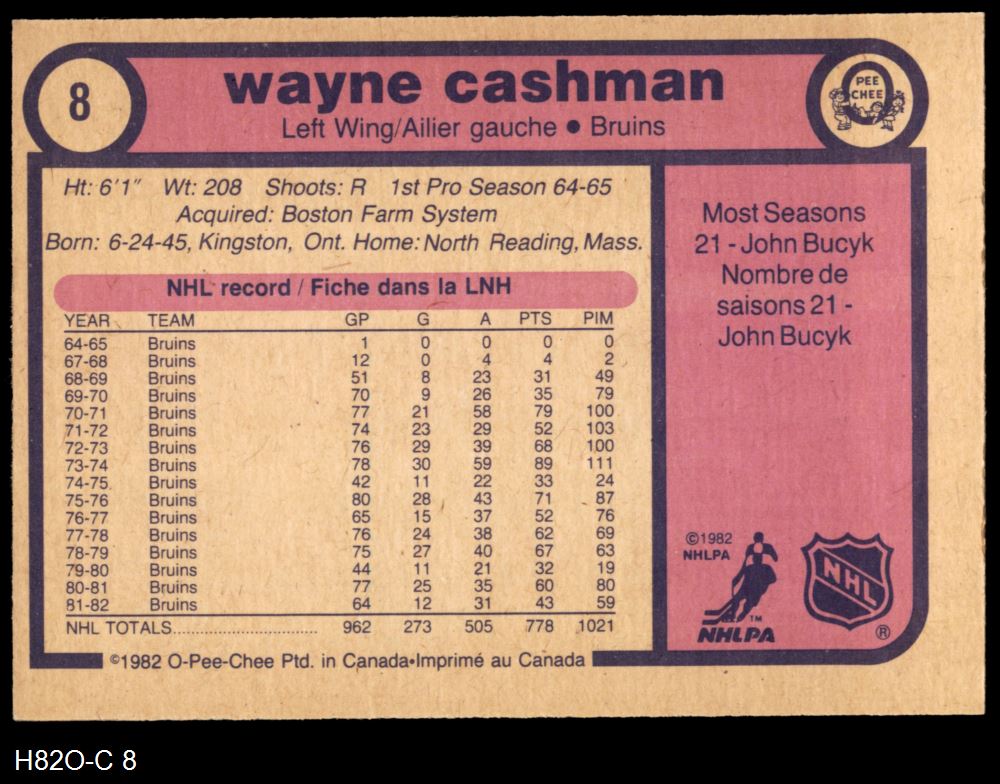 8
wayne cashman
PEE
CHEE
Left Wing/Ailier gauche • Bruins
Ht: 6'1" Wt: 208 Shoots: R 1st Pro Season 64-65
Acquired: Boston Farm System
Born: 6-24-45, Kingston, Ont. Home: North Reading, Mass.
NHL record / Fiche dans la LNH
YEAR TEAM GP G A PTS PIM
64-65 Bruins 1 0 0 0 0
67-68 Bruins 12 0 4 4 2
68-69 Bruins 51 8 23 31 49
69-70 Bruins 70 9 26 35 79
70-71 Bruins 77 21 58 79 100
71-72 Bruins 74 23 29 52 103
72-73 Bruins 76 29 39 68 100
73-74 Bruins 78 30 59 89 111
74-75 Bruins 42 11 22 33 24
75-76 Bruins 80 28 43 71 87
76-77 Bruins 65 15 37 52 76
77-78 Bruins 76 24 38 62 69
78-79 Bruins 75 27 40 67 63
79-80 Bruins 44 11 21 32 19
80-81 Bruins 77 25 35 60 80
81-82 Bruins 64 12 31 43 59
NHL TOTALS.............................. 962 273 505 778 1021
©1982 O-Pee-Chee Ptd. in Canada•Imprimé au Canada
Most Seasons
21 - John Bucyk
Nombre de
saisons 21 -
John Bucyk
©1982
NHLPA
TM
NHLPA
NHL
®
H82O-C 8